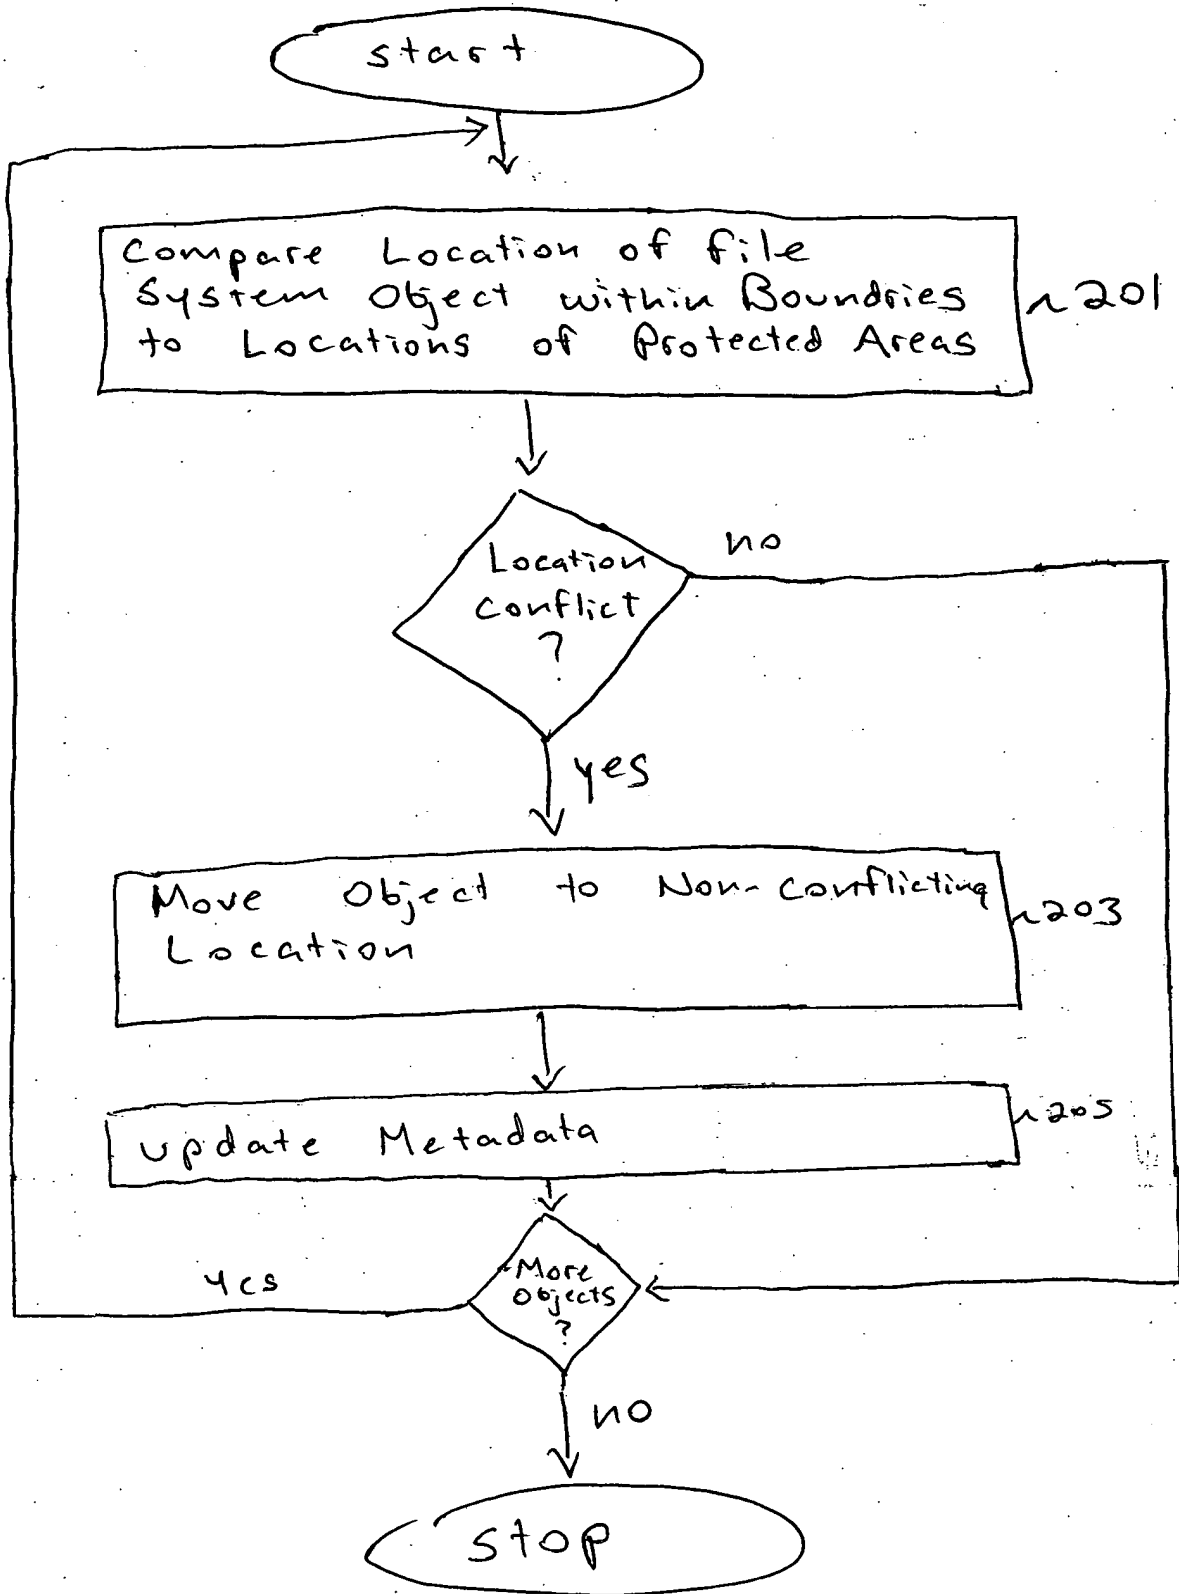 start
Compare Location of file
System Object within Boundries
to Locations of Protected Areas
201
Location
Conflict
?
no
yes
Move Object to Non-conflicting
Location
203
update Metadata
205
More
Objects
?
yes
no
stop